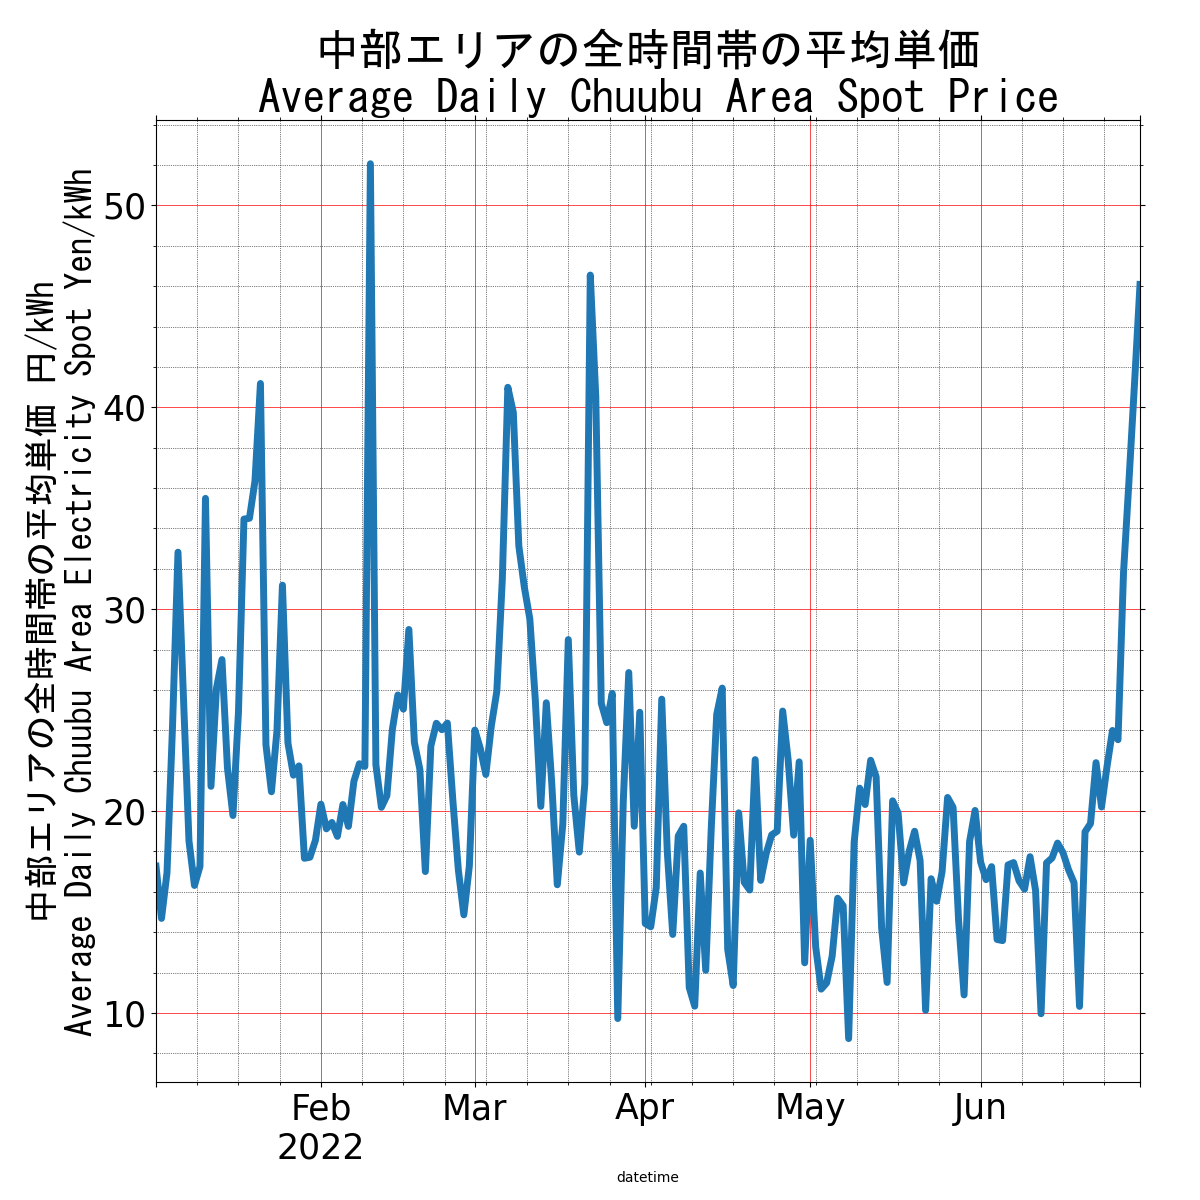 中部エリアの全時間帯の平均単価
Average Daily Chuubu Area Spot Price
中部エリアの全時間帯の平均単価 円/kWh
Average Daily Chuubu Area Electricity Spot Yen/kWh
50
40
30
20
10
Feb
2022
Mar
Apr
May
Jun
datetime